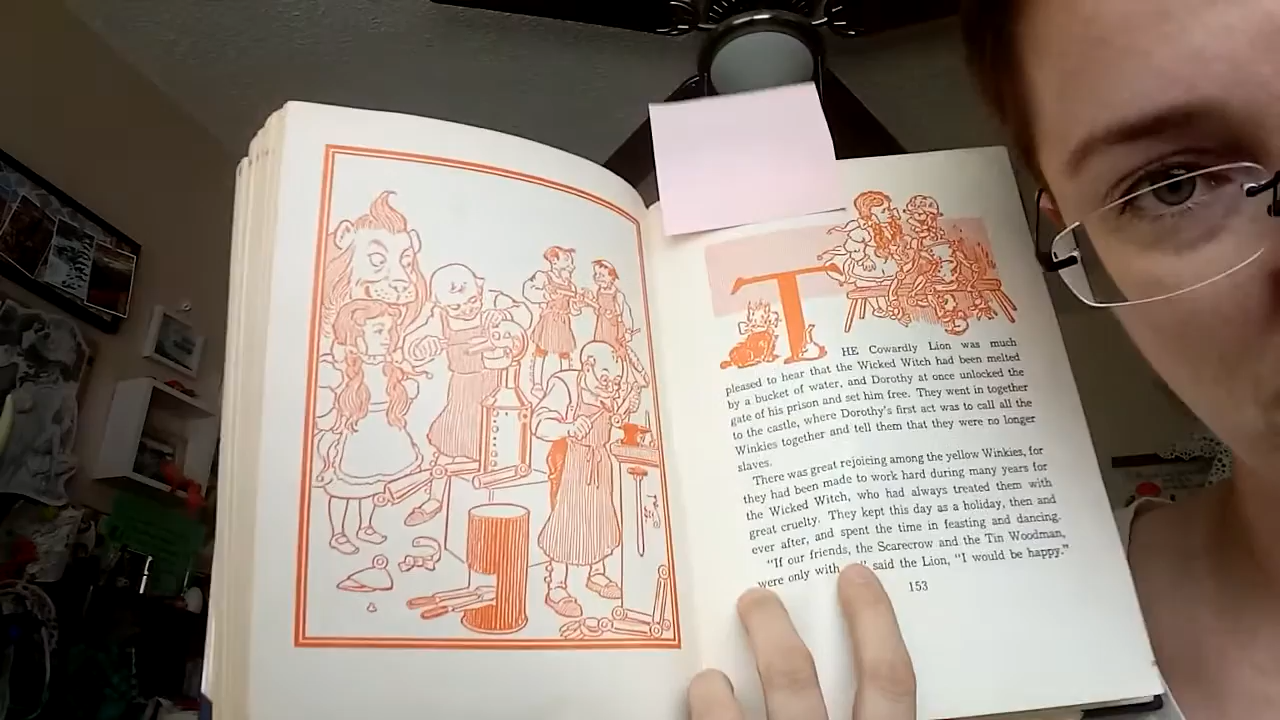 THE Cowardly Lion was much
pleased to hear that the Wicked Witch had been melted
by a bucket of water, and Dorothy at once unlocked the
gate of his prison and set him free. They went in together
to the castle, where Dorothy's first act was to call all the
Winkies together and tell them that they were no longer
slaves.
There was great rejoicing among the yellow Winkies, for
they had been made to work hard during many years for
the Wicked Witch, who had always treated them with
great cruelty. They kept this day as a holiday, then and
ever after, and spent the time in feasting and dancing.
"If our friends, the Scarecrow and the Tin Woodman,
were only with " said the Lion, "I would be happy."
153